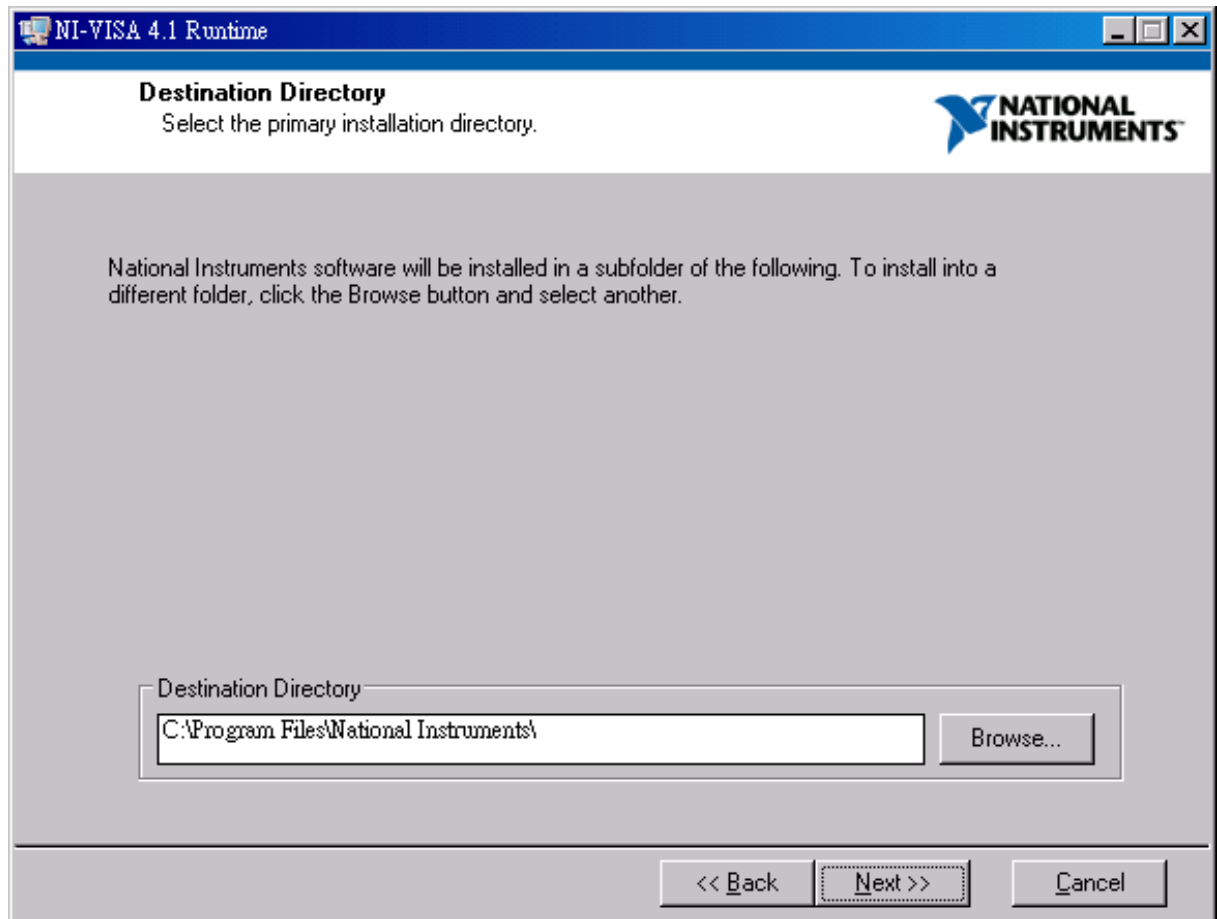 NI-VISA 4.1 Runtime
Destination Directory
Select the primary installation directory.
NATIONAL
INSTRUMENTS™
National Instruments software will be installed in a subfolder of the following. To install into a
different folder, click the Browse button and select another.
Destination Directory
C:\Program Files\National Instruments\
Browse...
<< Back
Next >>
Cancel